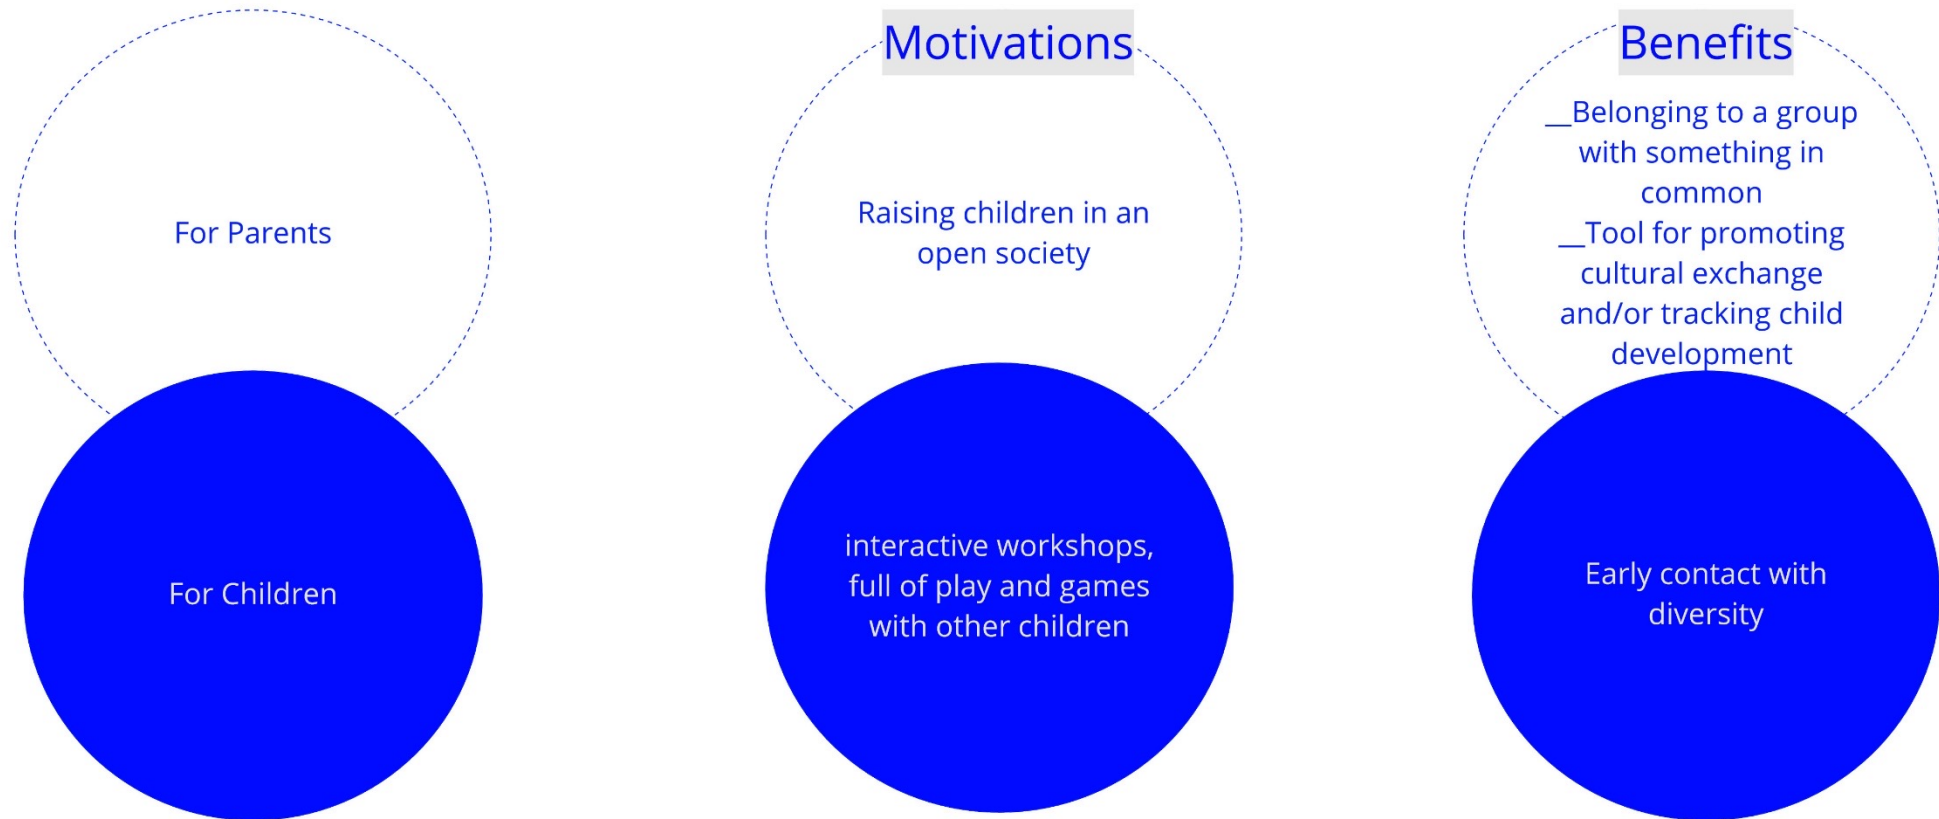 For Parents
For Children
Motivations
Raising children in an
open society
interactive workshops,
full of play and games
with other children
Benefits
__Belonging to a group
with something in
common
__Tool for promoting
cultural exchange
and/or tracking child
development
Early contact with
diversity